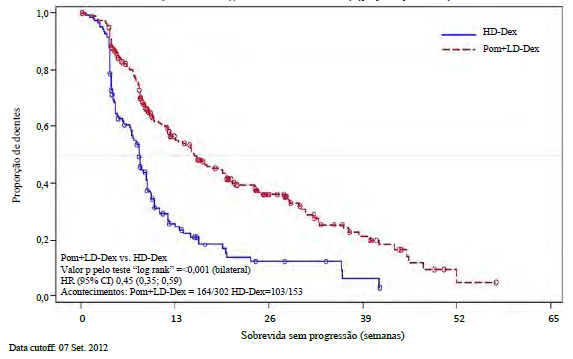 1,0
0,8
0,6
0,4
0,2
0,0
Proporção de doentes
HD-Dex
Pom+LD-Dex
Pom+LD-Dex vs. HD-Dex
Valor p pelo teste “log rank” =<0,001 (bilateral)
HR (95% CI) 0,45 (0,35; 0,59)
Acontecimentos: Pom+LD-Dex = 164/302 HD-Dex=103/153
0 13 26 39 52 65
Sobrevida sem progressão (semanas)
Data cutoff: 07 Set. 2012